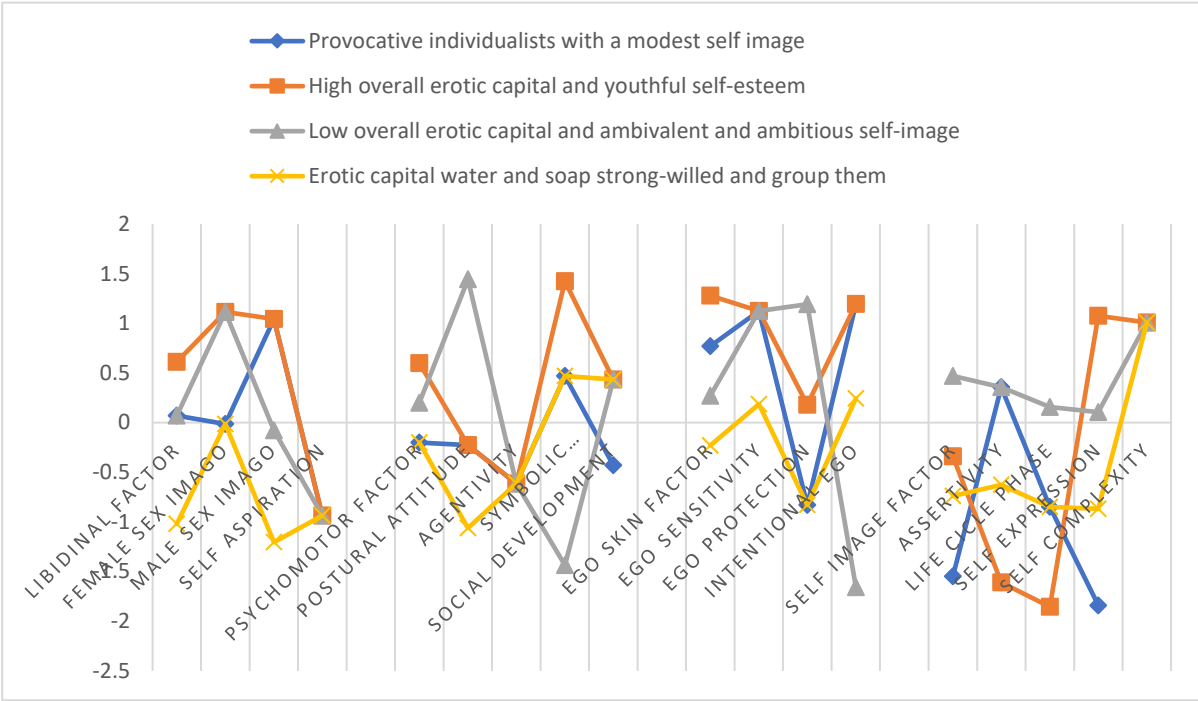 Provocative individualists with a modest self image
High overall erotic capital and youthful self-esteem
Low overall erotic capital and ambivalent and ambitious self-image
Erotic capital water and soap strong-willed and group them
2
1.5
1
0.5
0
-0.5
-1
-1.5
-2
-2.5
LIBIDINAL FACTOR
FEMALE SEX IMAGO
MALE SEX IMAGO
SELF ASPIRATION
PSYCHOMOTOR FACTOR
POSTURAL ATTITUDE
AGENTIVITY
SYMBOLIC…
SOCIAL DEVELOPMENT
EGO SKIN FACTOR
EGO SENSITIVITY
EGO PROTECTION
INTENTIONAL EGO
SELF IMAGE FACTOR
ASSERTIVITY
LIFE CICLE PHASE
SELF EXPRESSION
SELF COMPLEXITY